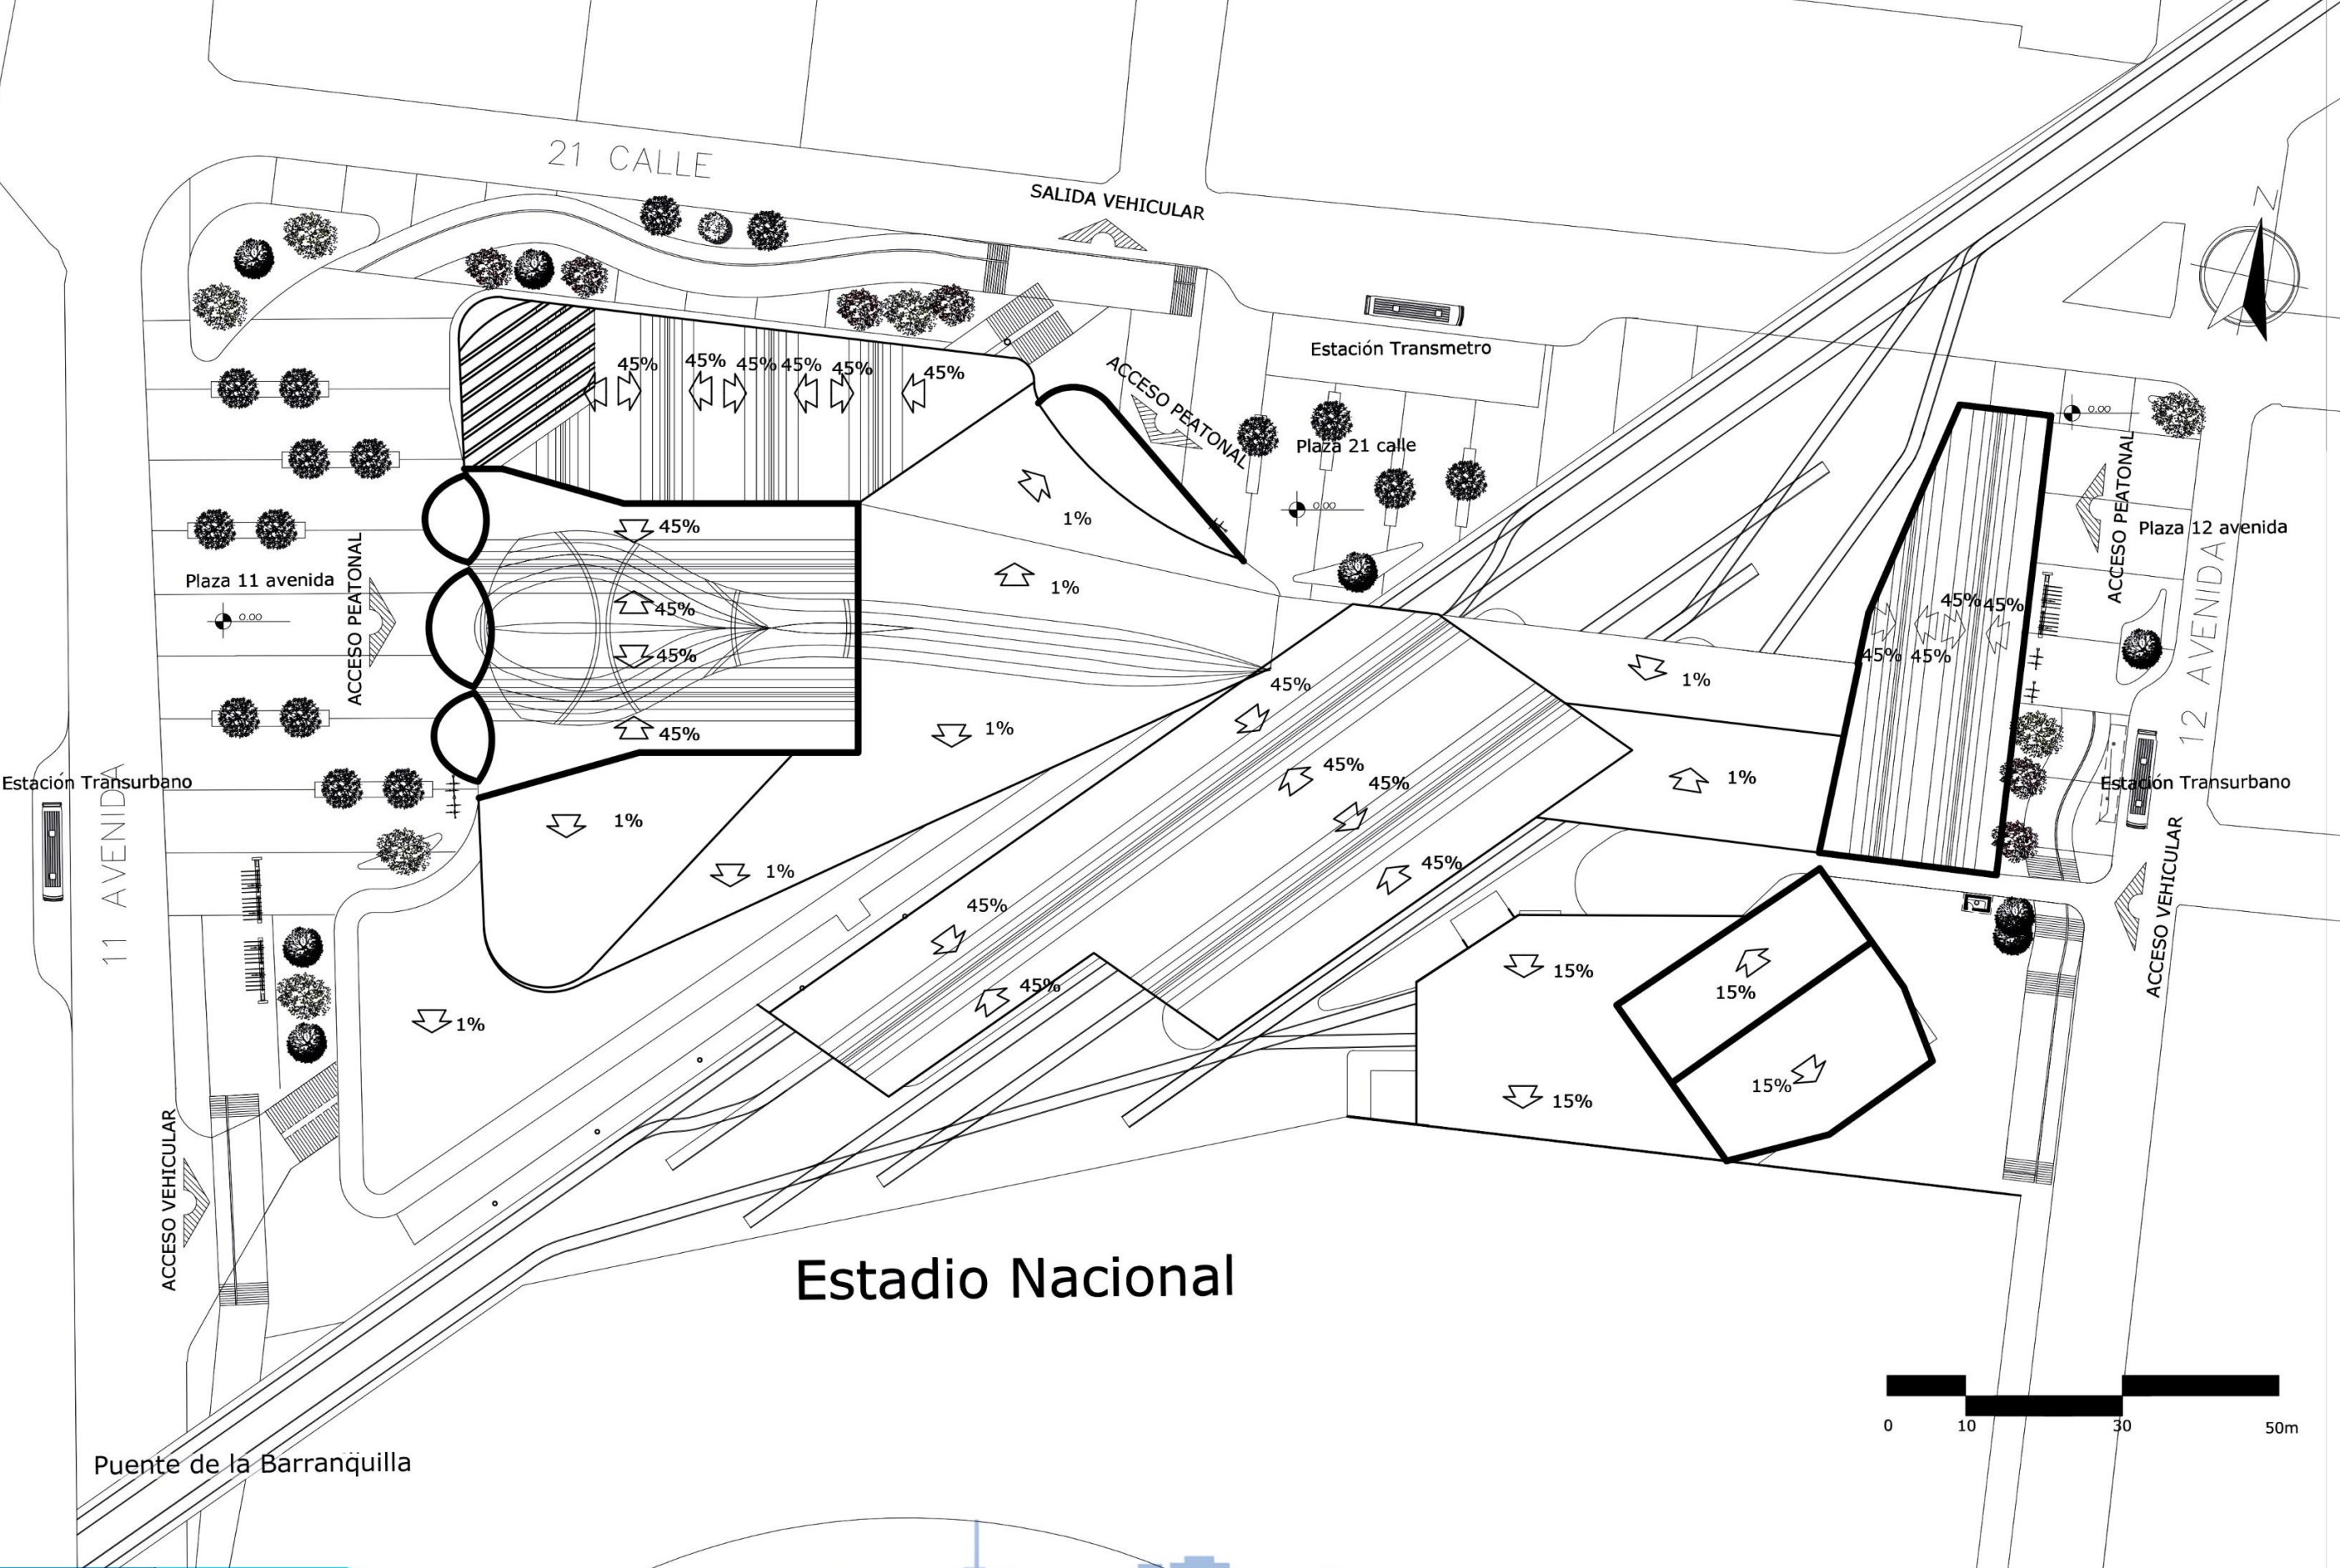 21 CALLE
SALIDA VEHICULAR
N
Estación Transmetro
ACCESO PEATONAL
45%
45%
45%
45%
45%
45%
Plaza 21 calle
0.00
0.00
ACCESO PEATONAL
Plaza 12 avenida
12 AVENIDA
1%
1%
45%
45%
45%
45%
Plaza 11 avenida
0.00
ACCESO PEATONAL
45%
45%
45%
45%
1%
1%
45%
1%
45%
45%
1%
Estación Transurbano
11 AVENIDA
Estación Transurbano
1%
1%
45%
45%
45%
1%
ACCESO VEHICULAR
15%
15%
15%
15%
ACCESO VEHICULAR
Estadio Nacional
0 10 30 50m
Puente de la Barranquilla